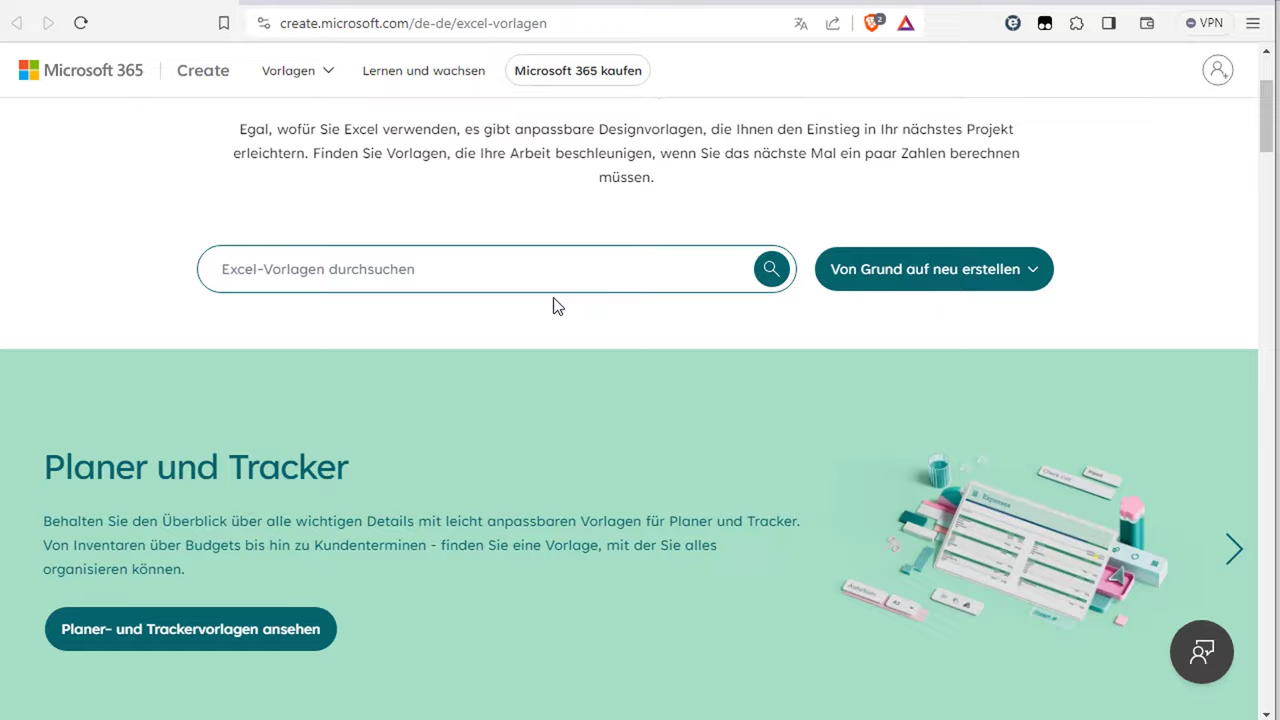 create.microsoft.com/de-de/excel-vorlagen
2
VPN
Microsoft 365
Create
Vorlagen
Lernen und wachsen
Microsoft 365 kaufen
Egal, wofür Sie Excel verwenden, es gibt anpassbare Designvorlagen, die Ihnen den Einstieg in Ihr nächstes Projekt
erleichtern. Finden Sie Vorlagen, die Ihre Arbeit beschleunigen, wenn Sie das nächste Mal ein paar Zahlen berechnen
müssen.
Excel-Vorlagen durchsuchen
Von Grund auf neu erstellen
Planer und Tracker
Behalten Sie den Überblick über alle wichtigen Details mit leicht anpassbaren Vorlagen für Planer und Tracker.
Von Inventaren über Budgets bis hin zu Kundenterminen - finden Sie eine Vorlage, mit der Sie alles
organisieren können.
Planer- und Trackervorlagen ansehen
Expenses